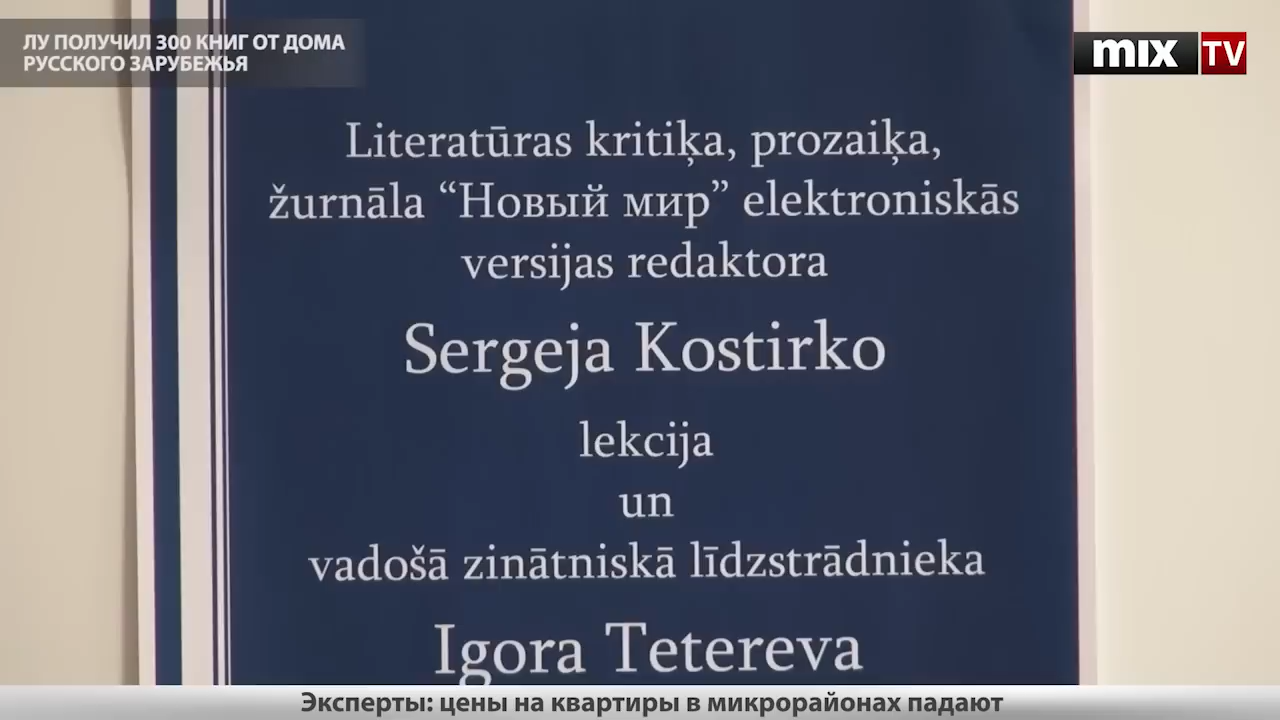 ЛУ ПОЛУЧИЛ 300 КНИГ ОТ ДОМА
РУССКОГО ЗАРУБЕЖЬЯ
mix TV
Literatūras kritiķa, prozaiķa,
žurnāla “Новый мир” elektroniskās
versijas redaktora
Sergeja Kostirko
lekcija
un
vadošā zinātniskā līdzstrādnieka
Igora Tetereva
Эксперты: цены на квартиры в микрорайонах падают